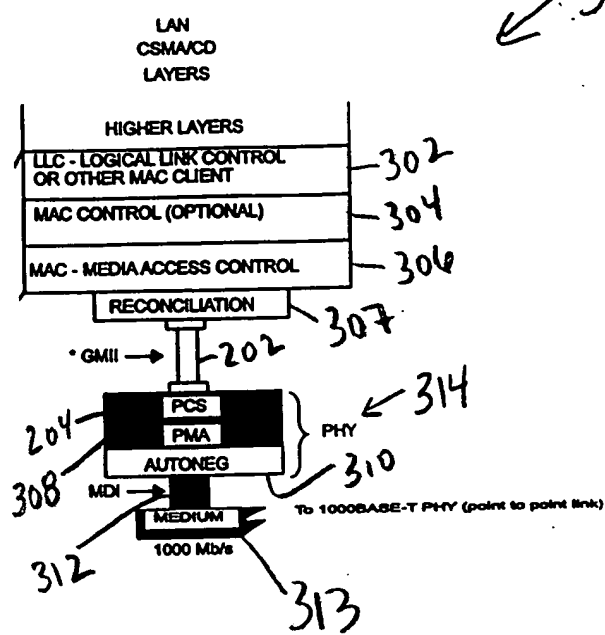 LAN
CSMA/CD
LAYERS
HIGHER LAYERS
LLC - LOGICAL LINK CONTROL
OR OTHER MAC CLIENT
302
MAC CONTROL (OPTIONAL)
304
MAC - MEDIA ACCESS CONTROL
306
RECONCILIATION
307
* GMII
202
204
PCS
314
PHY
308
PMA
AUTONEG
310
MDI
312
To 1000BASE-T PHY (point to point link)
MEDIUM
1000 Mb/s
313